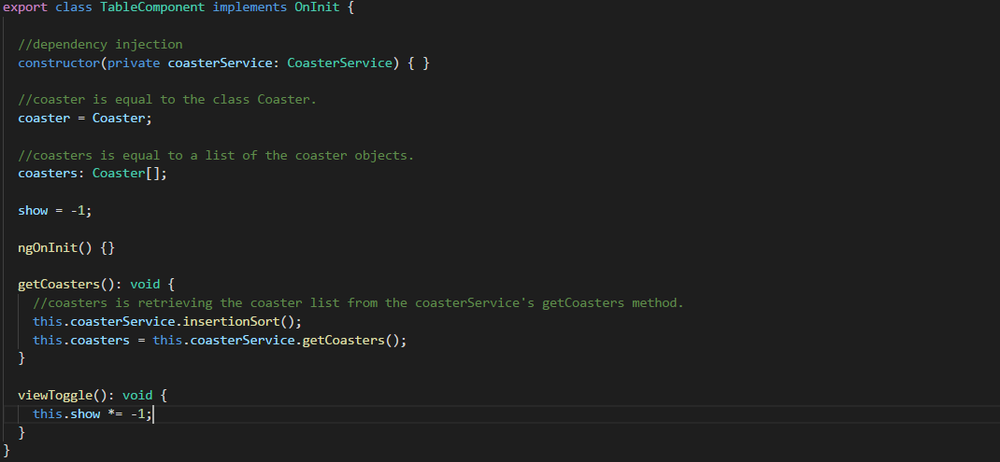 export class TableComponent implements OnInit {
//dependency injection
constructor(private coasterService: CoasterService) { }
//coaster is equal to the class Coaster.
coaster = Coaster;
//coasters is equal to a list of the coaster objects.
coasters: Coaster[];
show = -1;
ngOnInit() {}
getCoasters(): void {
//coasters is retrieving the coaster list from the coasterService's getCoasters method.
this.coasterService.insertionSort();
this.coasters = this.coasterService.getCoasters();
}
viewToggle(): void {
this.show *= -1;
}
}